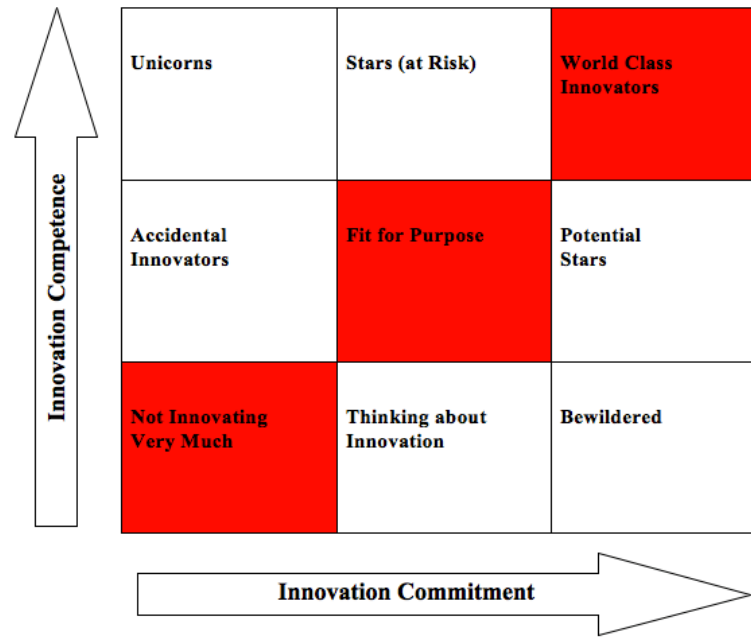 Unicorns
Stars (at Risk)
World Class
Innovators
Accidental
Innovators
Fit for Purpose
Potential
Stars
Not Innovating
Very Much
Thinking about
Innovation
Bewildered
Innovation Competence
Innovation Commitment